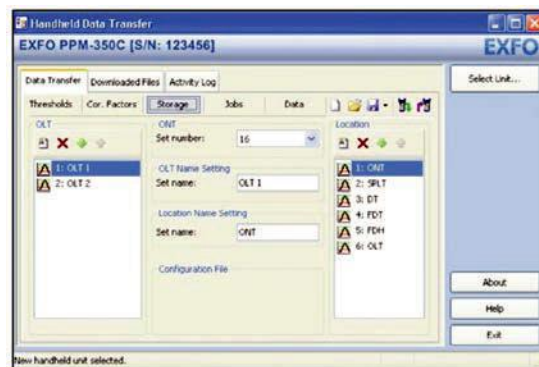 Handheld Data Transfer
EXFO PPM-350C [S/N: 123456]
EXFO
Data Transfer
Downloaded Files
Activity Log
Select Unit...
Thresholds
Cor. Factors
Storage
Jobs
Data
OLT
1: OLT 1
2: OLT 2
ONT
Set number:
16
OLT Name Setting
Set name:
OLT 1
Location Name Setting
Set name:
ONT
Configuration File
Location
1: ONT
2: SPLT
3: DT
4: FDT
5: FDH
6: OLT
About
Help
Exit
New handheld unit selected.